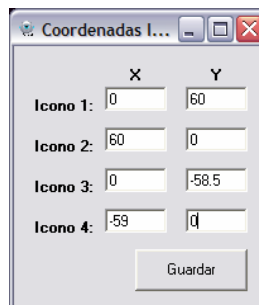 Coordenadas I...
X Y
Icono 1: 0 60
Icono 2: 60 0
Icono 3: 0 -58.5
Icono 4: -59 0
Guardar